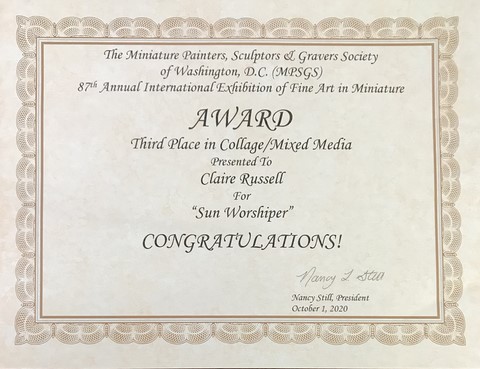 The Miniature Painters, Sculptors & Gravers Society
of Washington, D.C. (MPSGS)
87th Annual International Exhibition of Fine Art in Miniature
AWARD
Third Place in Collage/Mixed Media
Presented To
Claire Russell
For
“Sun Worshiper”
CONGRATULATIONS!
Nancy L Still
Nancy Still, President
October 1, 2020